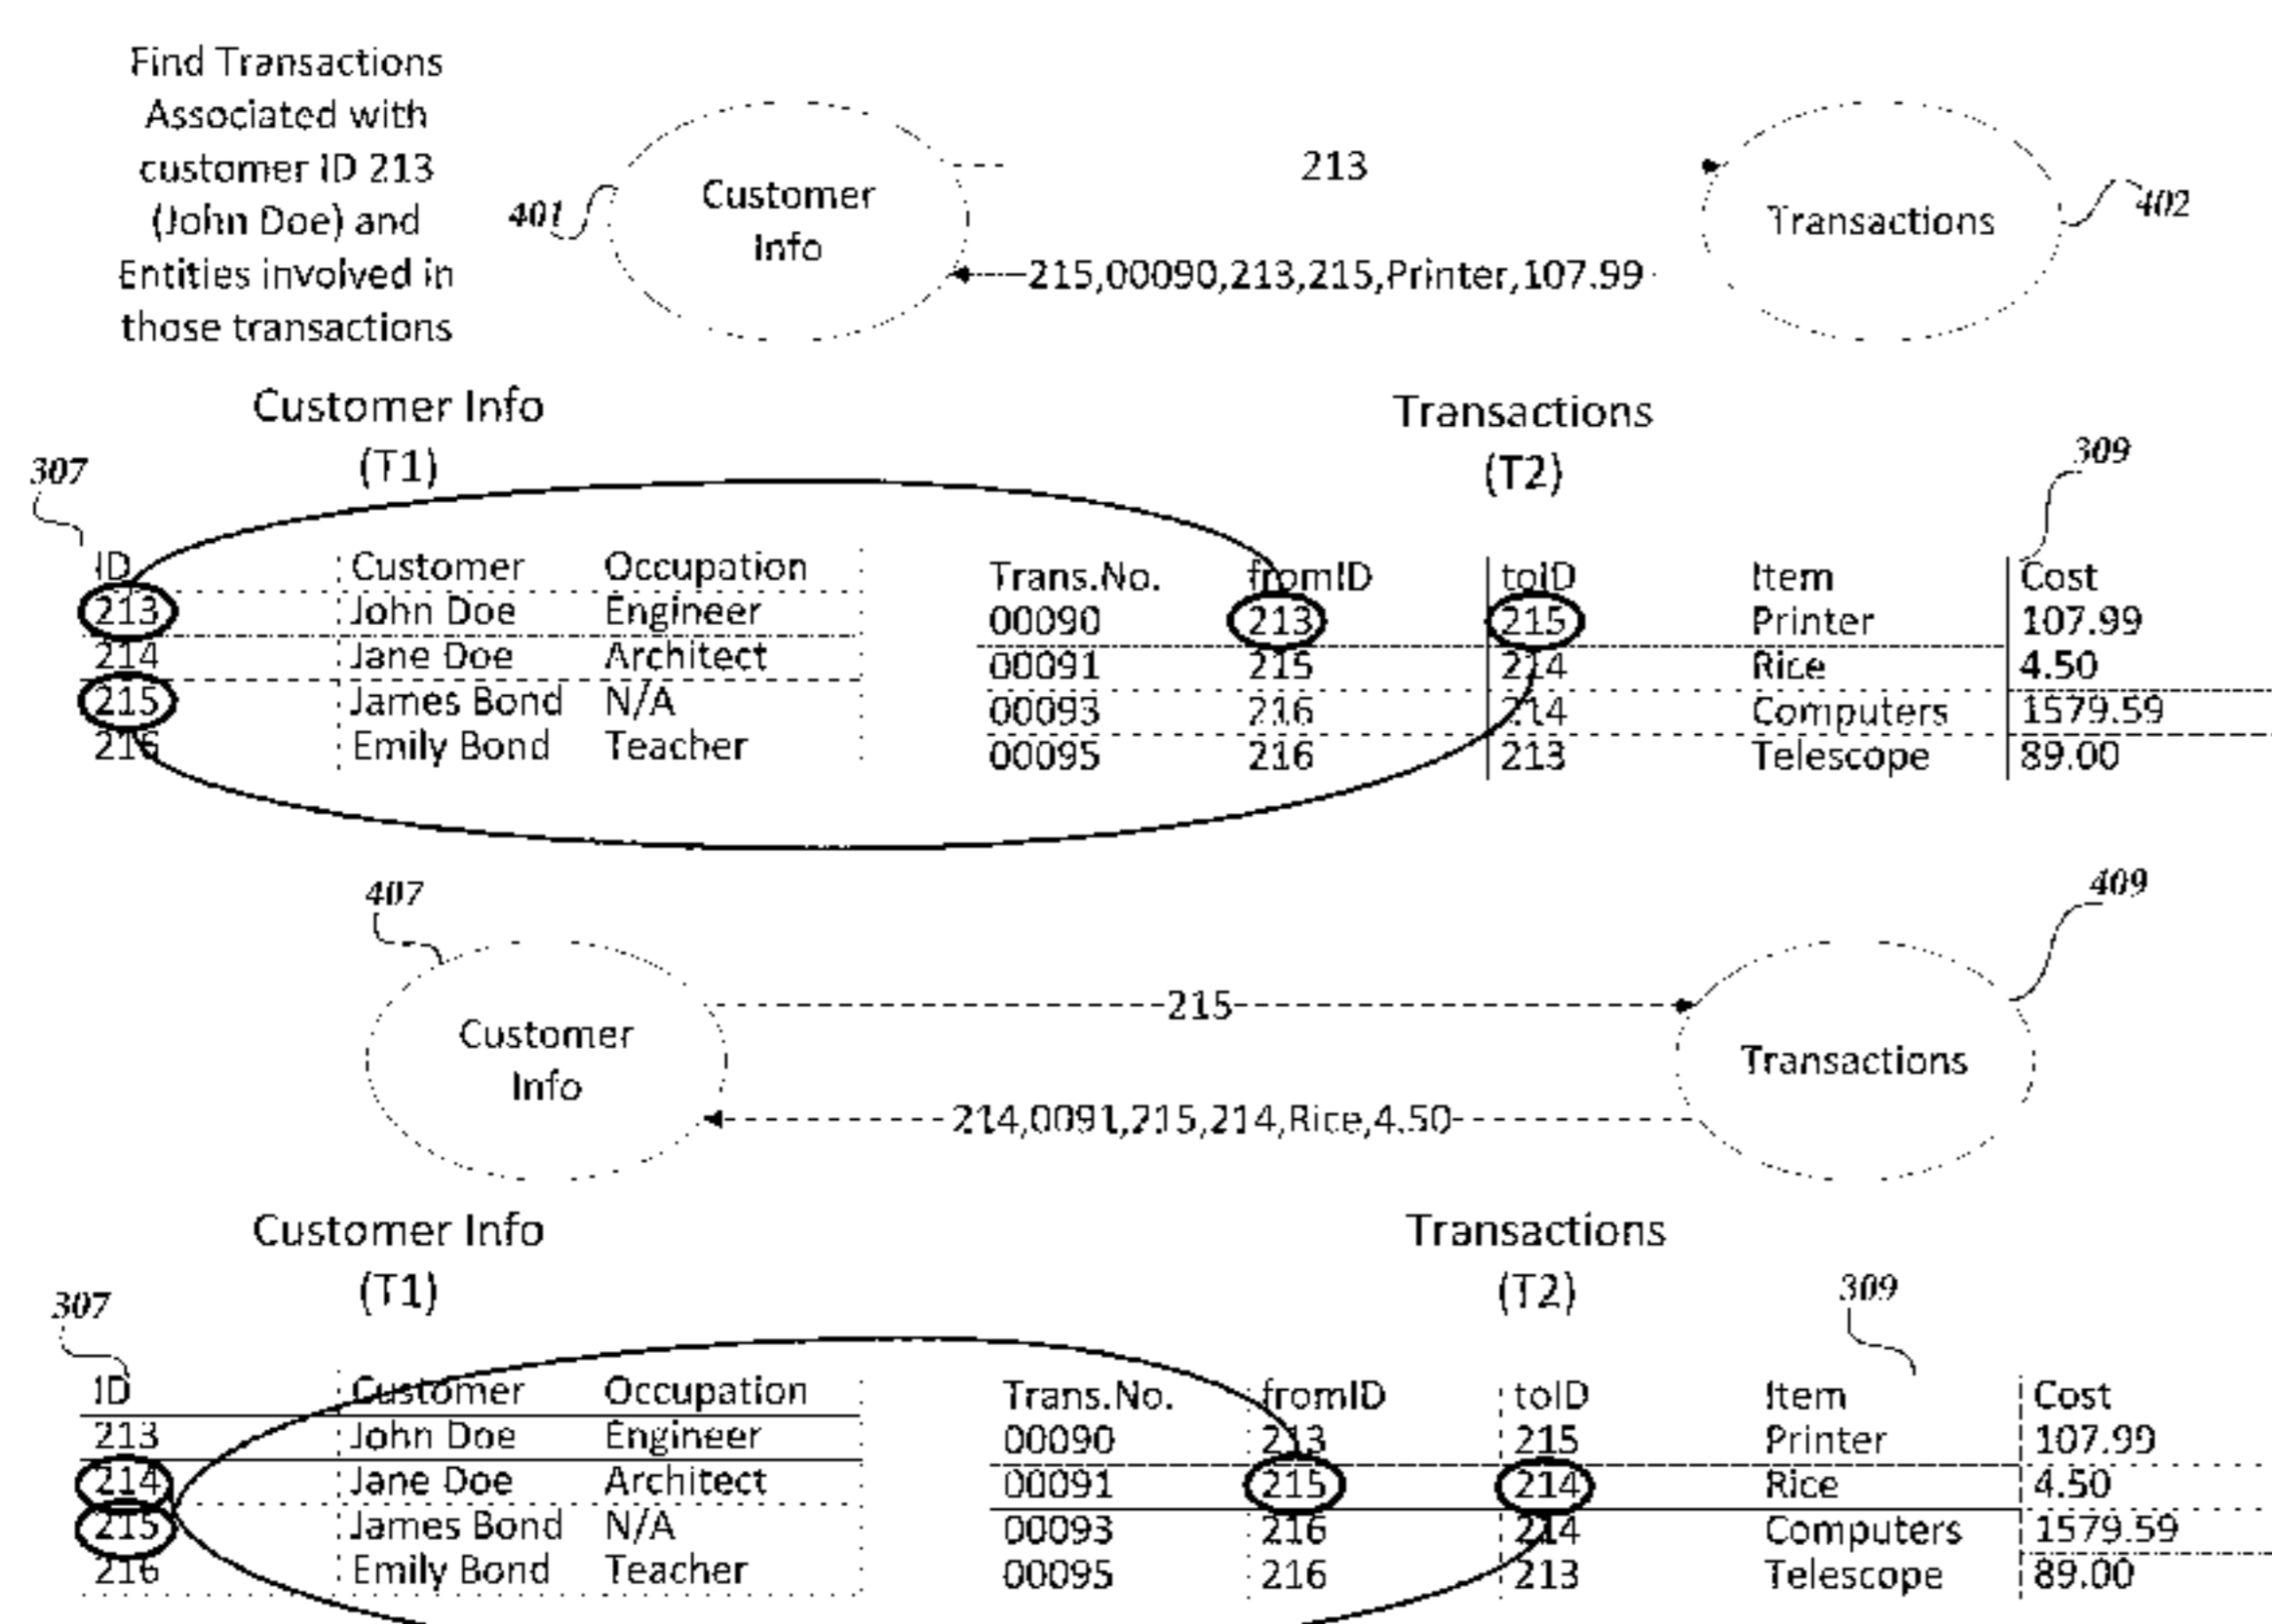 Find Transactions
Associated with
customer ID 213
(John Doe) and
Entities involved in
those transactions
401
Customer
Info
213
215,00090,213,215,Printer,107.99
Transactions
402
Customer Info
(T1)
Transactions
(T2)
307
309
ID Customer Occupation
213 John Doe Engineer
214 Jane Doe Architect
215 James Bond N/A
216 Emily Bond Teacher
Trans.No. fromID toID Item Cost
00090 213 215 Printer 107.99
00091 215 214 Rice 4.50
00093 216 214 Computers 1579.59
00095 216 213 Telescope 89.00
407
409
Customer
Info
215
214,0091,215,214,Rice,4.50
Transactions
Customer Info
(T1)
Transactions
(T2)
307
309
ID Customer Occupation
213 John Doe Engineer
214 Jane Doe Architect
215 James Bond N/A
216 Emily Bond Teacher
Trans.No. fromID toID Item Cost
00090 213 215 Printer 107.99
00091 215 214 Rice 4.50
00093 216 214 Computers 1579.59
00095 216 213 Telescope 89.00